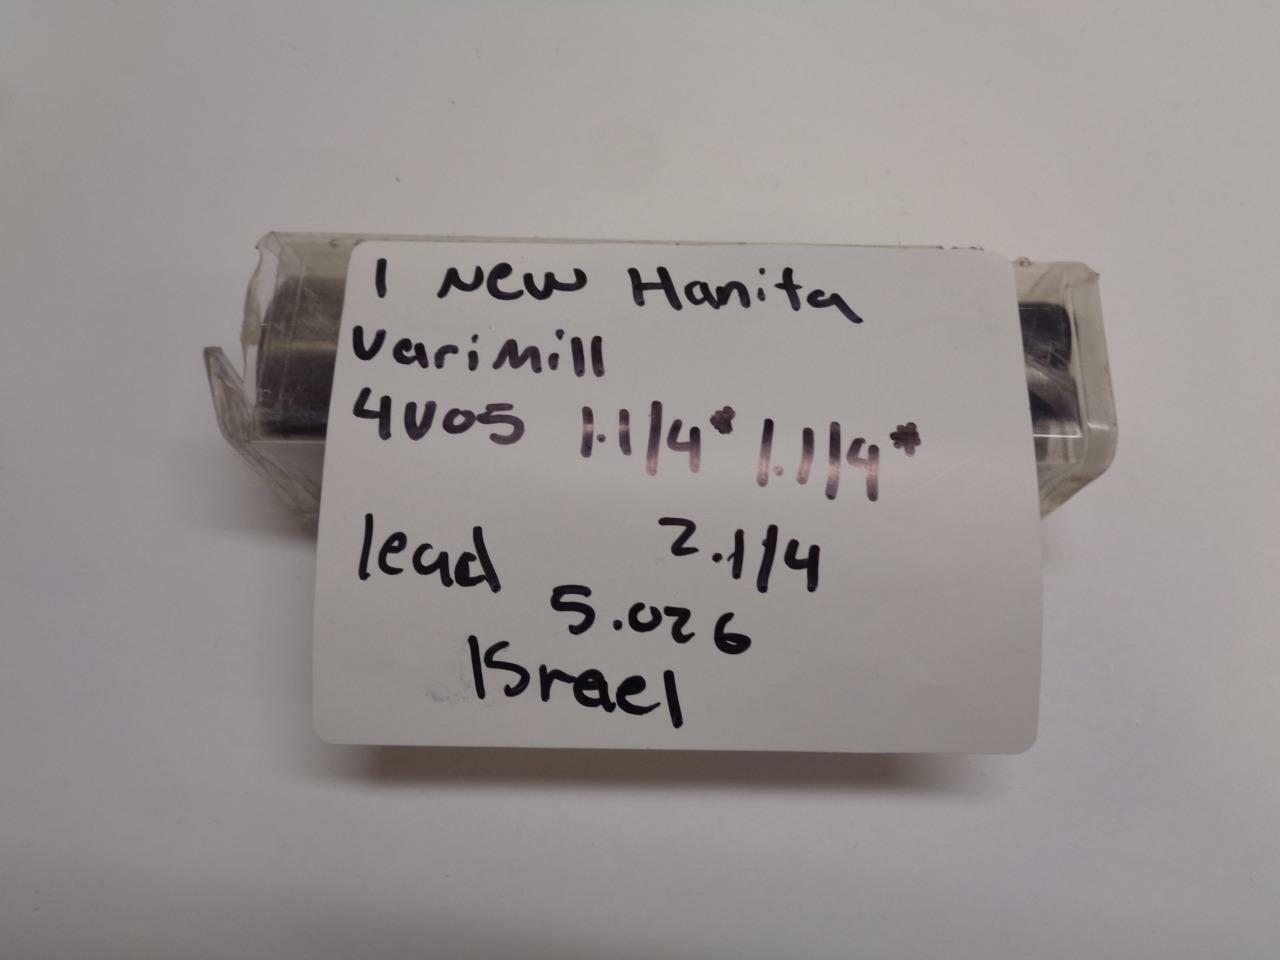 1 New Hanita
VariMill
4V05 1.1/4* 1.1/4*
lead 2.1/4
5.026
Israel